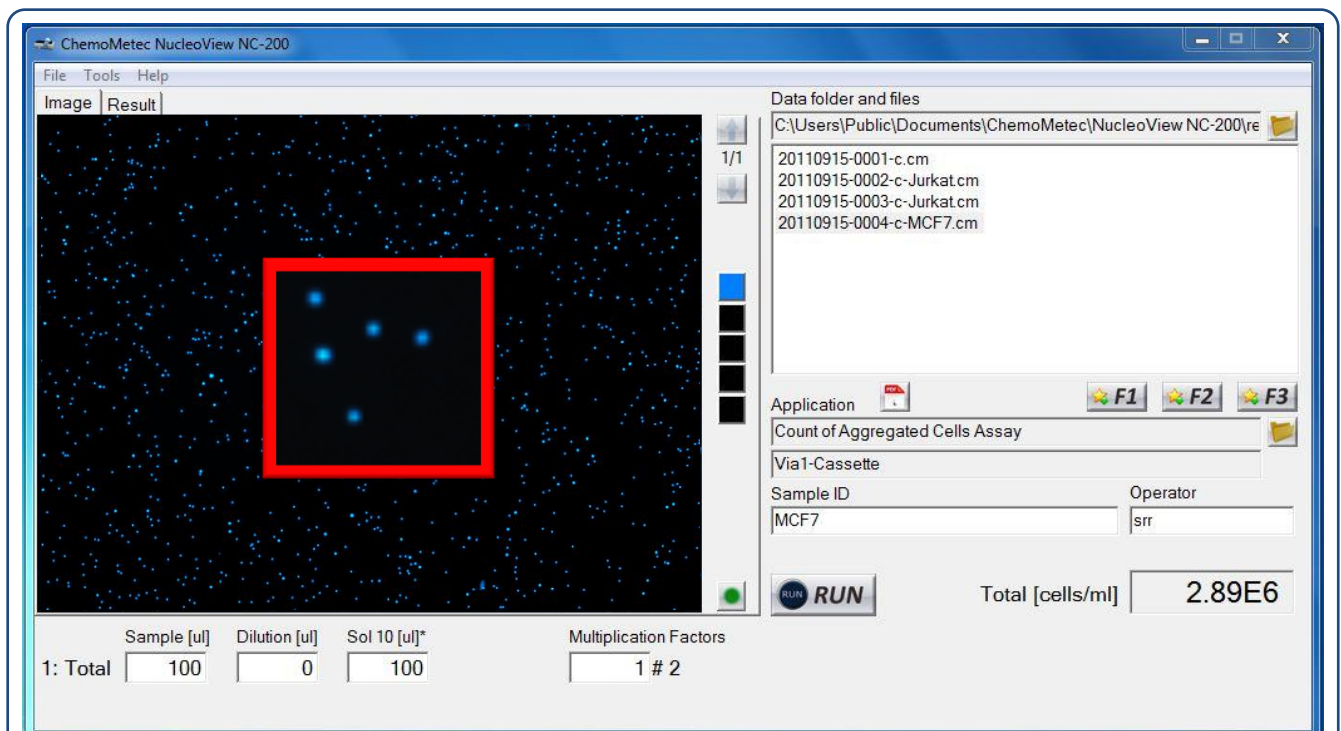 ChemoMetec NucleoView NC-200
File Tools Help
Image Result
1/1
Data folder and files
C:\Users\Public\Documents\ChemoMetec\NucleoView NC-200\re
20110915-0001-c.cm
20110915-0002-c-Jurkat.cm
20110915-0003-c-Jurkat.cm
20110915-0004-c-MCF7.cm
Application
F1 F2 F3
Count of Aggregated Cells Assay
Via1-Cassette
Sample ID Operator
MCF7 srr
RUN RUN Total [cells/ml] 2.89E6
Sample [ul] Dilution [ul] Sol 10 [ul]* Multiplication Factors
1: Total 100 0 100 1 # 2